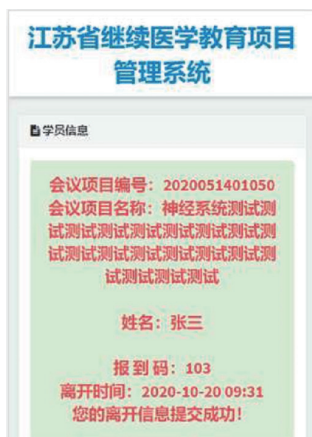 江苏省继续医学教育项目
管理系统
学员信息
会议项目编号：2020051401050
会议项目名称：神经系统测试测
试测试测试测试测试测试测试测
试测试测试测试测试测试测试测
试测试测试测试
姓名：张三
报到码：103
离开时间：2020-10-20 09:31
您的离开信息提交成功！